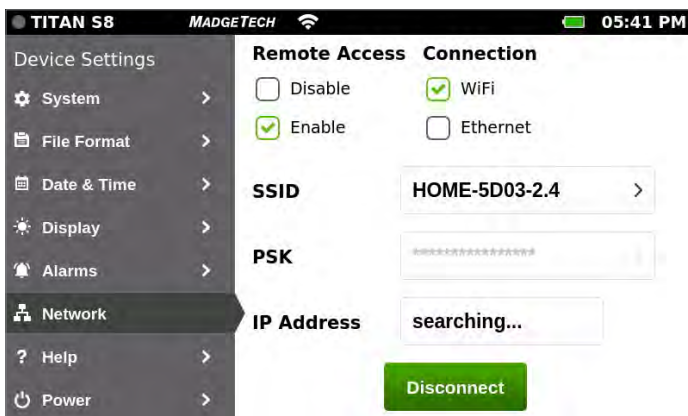 TITAN S8 MADGETECH 05:41 PM
Device Settings
System
File Format
Date & Time
Display
Alarms
Network
? Help
Power
Remote Access Connection
Disable WiFi
Enable Ethernet
SSID HOME-5D03-2.4
PSK ****************
IP Address searching...
Disconnect